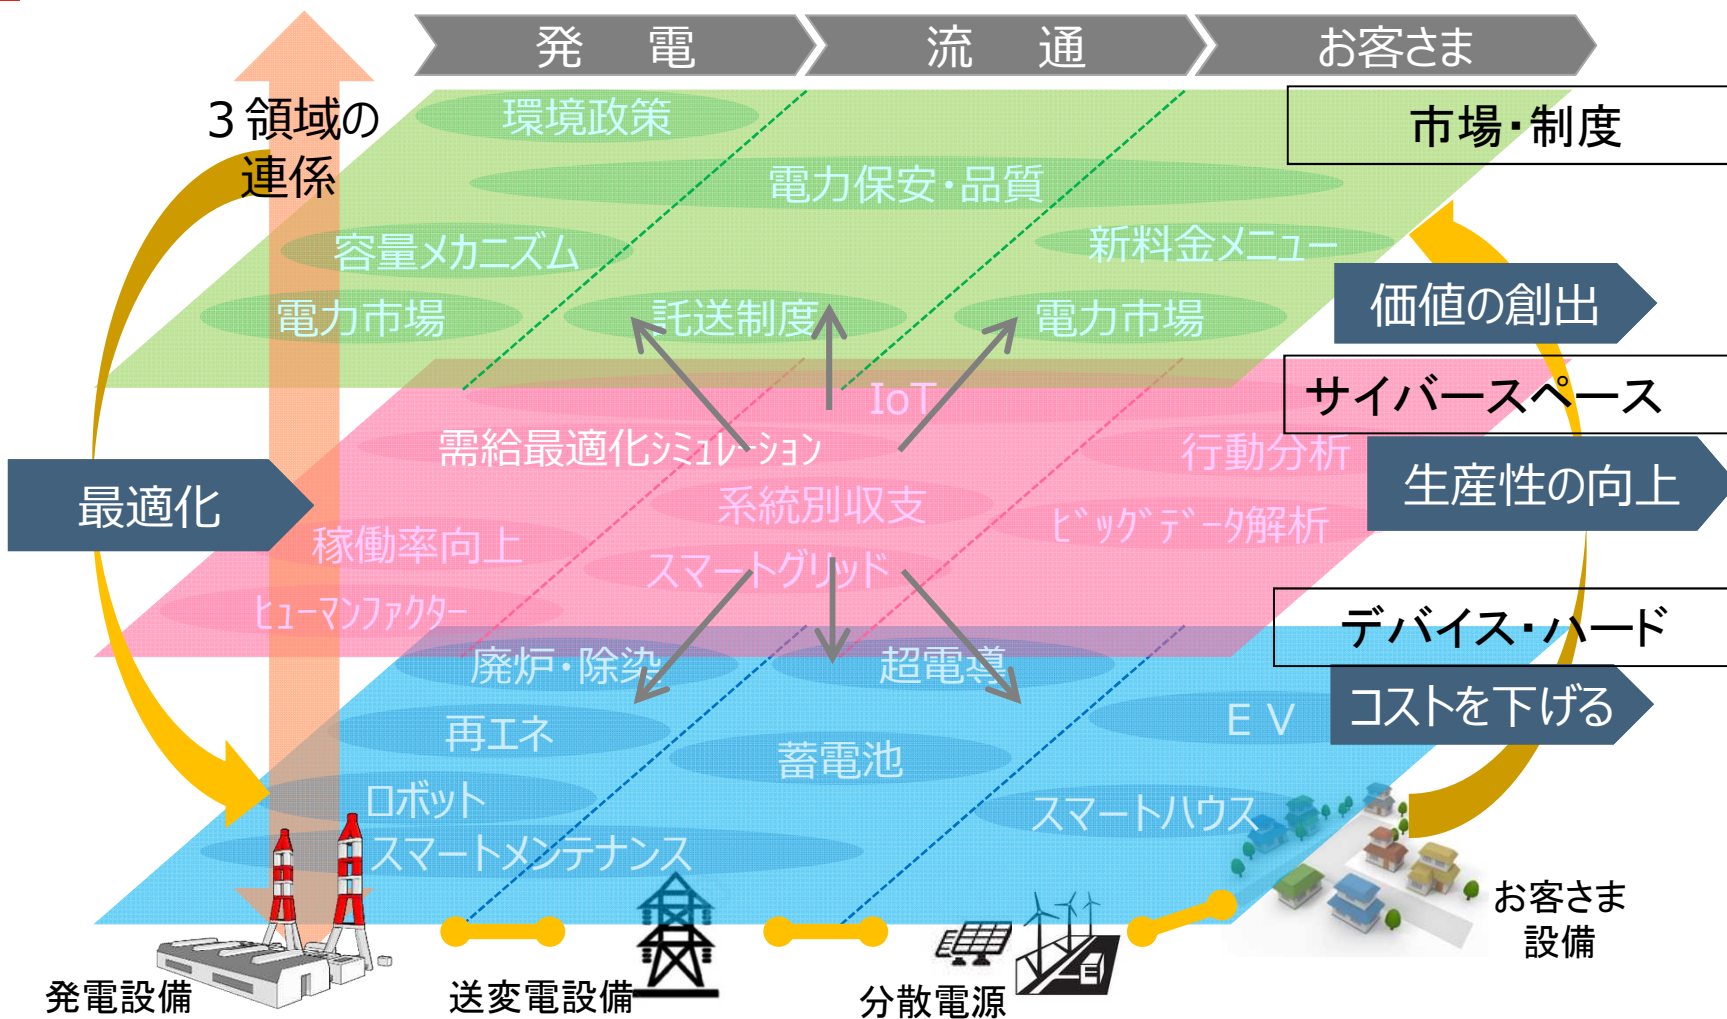 発　電
流　通
お客さま
3領域の
連係
環境政策
市場・制度
電力保安・品質
容量メカニズム
新料金メニュー
価値の創出
電力市場
託送制度
電力市場
サイバースペース
IoT
需給最適化ｼﾐｭﾚｰｼｮﾝ
行動分析
生産性の向上
最適化
系統別収支
ﾋﾞｯｸﾞﾃﾞｰﾀ解析
稼働率向上
スマートグリッド
ﾋｭｰﾏﾝﾌｧｸﾀｰ
デバイス・ハード
廃炉・除染
超電導
コストを下げる
再エネ
ＥＶ
蓄電池
ロボット
スマートハウス
スマートメンテナンス
お客さま
設備
発電設備
送変電設備
分散電源
E